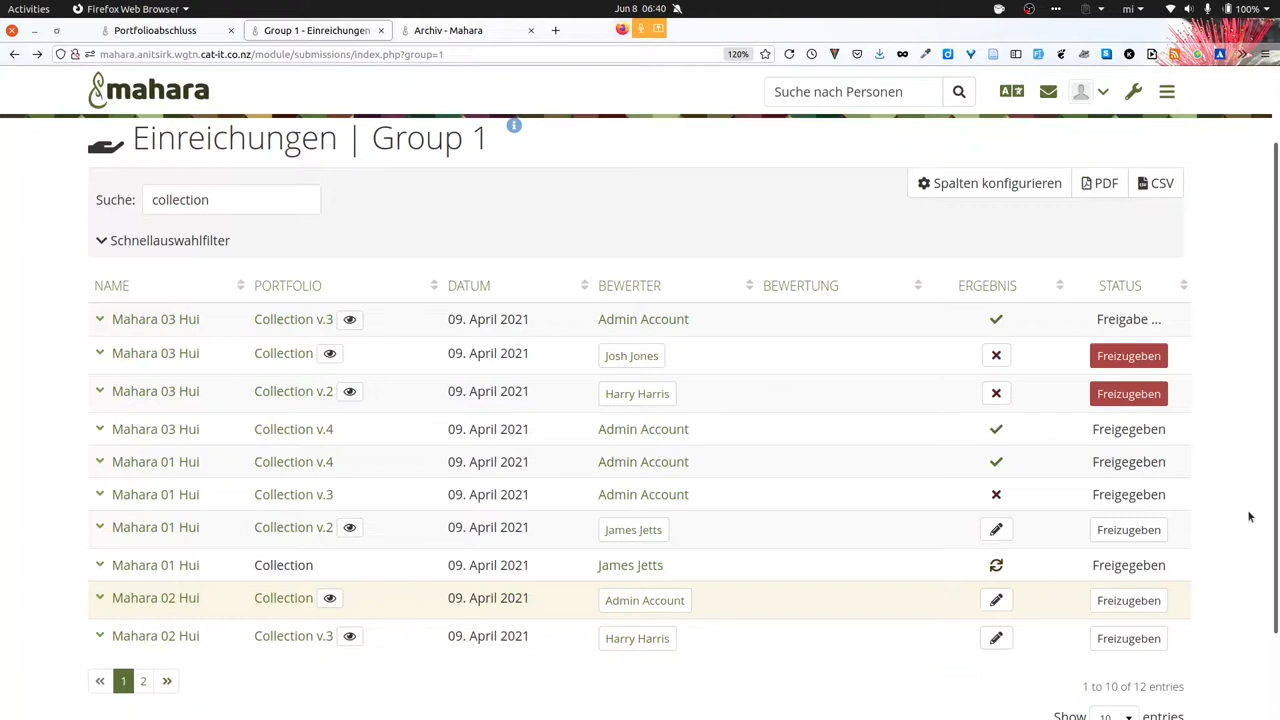 Activities Firefox Web Browser Jun 8 06:40 mi 100%
Portfolioabschluss Group 1 - Einreichungen Archiv - Mahara
mahara.anitsirk.wgtn.cat-it.co.nz/module/submissions/index.php?group=1 120%
mahara Suche nach Personen
Einreichungen | Group 1
Spalten konfigurieren PDF CSV
Suche: collection
Schnellauswahlfilter
NAME PORTFOLIO DATUM BEWERTER BEWERTUNG ERGEBNIS STATUS
Mahara 03 Hui Collection v.3 09. April 2021 Admin Account Freigabe ...
Mahara 03 Hui Collection 09. April 2021 Josh Jones Freizugeben
Mahara 03 Hui Collection v.2 09. April 2021 Harry Harris Freizugeben
Mahara 03 Hui Collection v.4 09. April 2021 Admin Account Freigegeben
Mahara 01 Hui Collection v.4 09. April 2021 Admin Account Freigegeben
Mahara 01 Hui Collection v.3 09. April 2021 Admin Account Freigegeben
Mahara 01 Hui Collection v.2 09. April 2021 James Jetts Freizugeben
Mahara 01 Hui Collection 09. April 2021 James Jetts Freigegeben
Mahara 02 Hui Collection 09. April 2021 Admin Account Freizugeben
Mahara 02 Hui Collection v.3 09. April 2021 Harry Harris Freizugeben
« 1 2 »
1 to 10 of 12 entries
Show 10 entries